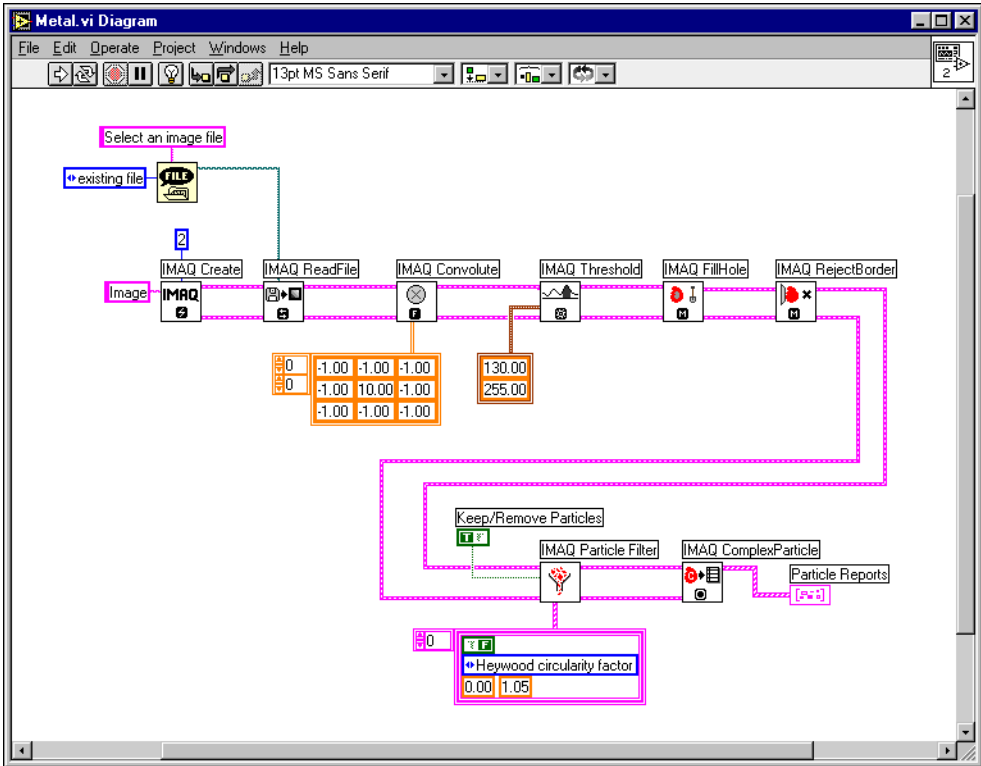 Metal.vi Diagram
File Edit Operate Project Windows Help
13pt MS Sans Serif
2
Select an image file
existing file
FILE
2
IMAQ Create IMAQ ReadFile IMAQ Convolute IMAQ Threshold IMAQ FillHole IMAQ RejectBorder
Image IMAQ
F M M
0 -1.00 -1.00 -1.00 130.00
0 -1.00 10.00 -1.00 255.00
-1.00 -1.00 -1.00
Keep/Remove Particles
T F
IMAQ Particle Filter IMAQ ComplexParticle
C
Particle Reports
0
F
Heywood circularity factor
0.00 1.05